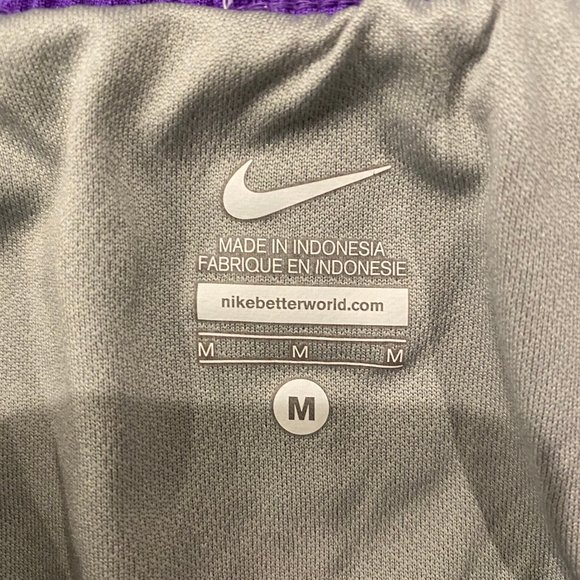 MADE IN INDONESIA
FABRIQUE EN INDONESIE
nikebetterworld.com
M M M
M